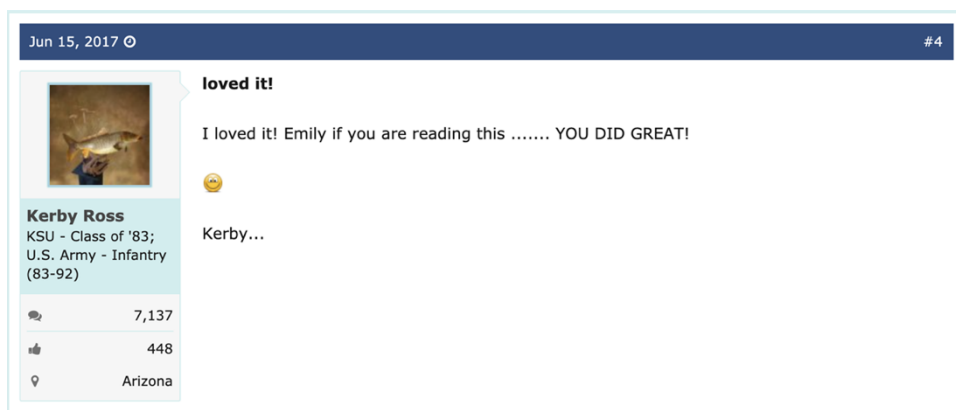 Jun 15, 2017
#4
loved it!
I loved it! Emily if you are reading this ....... YOU DID GREAT!
Kerby...
Kerby Ross
KSU - Class of '83;
U.S. Army - Infantry
(83-92)
7,137
448
Arizona